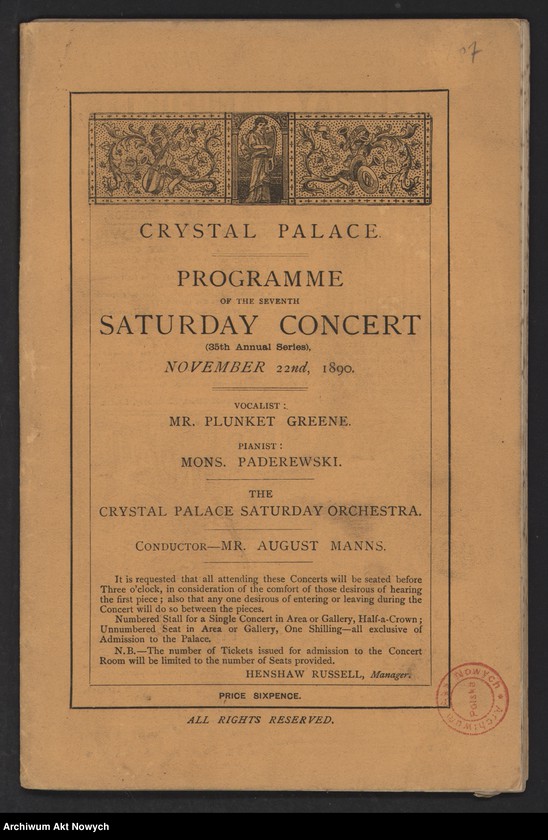 CRYSTAL PALACE.
PROGRAMME
OF THE SEVENTH
SATURDAY CONCERT
(35th Annual Series),
NOVEMBER 22nd, 1890.
VOCALIST:
MR. PLUNKET GREENE.
PIANIST:
MONS. PADEREWSKI.
THE
CRYSTAL PALACE SATURDAY ORCHESTRA.
CONDUCTOR—MR. AUGUST MANNS.
It is requested that all attending these Concerts will be seated before
Three o'clock, in consideration of the comfort of those desirous of hearing
the first piece; also that any one desirous of entering or leaving during the
Concert will do so between the pieces.
Numbered Stall for a Single Concert in Area or Gallery, Half-a-Crown;
Unnumbered Seat in Area or Gallery, One Shilling—all exclusive of
Admission to the Palace.
N.B.—The number of Tickets issued for admission to the Concert
Room will be limited to the number of Seats provided.
HENSHAW RUSSELL, Manager.
PRICE SIXPENCE.
ALL RIGHTS RESERVED.
Archiwum Akt Nowych
Polska
Archiwum Akt Nowych